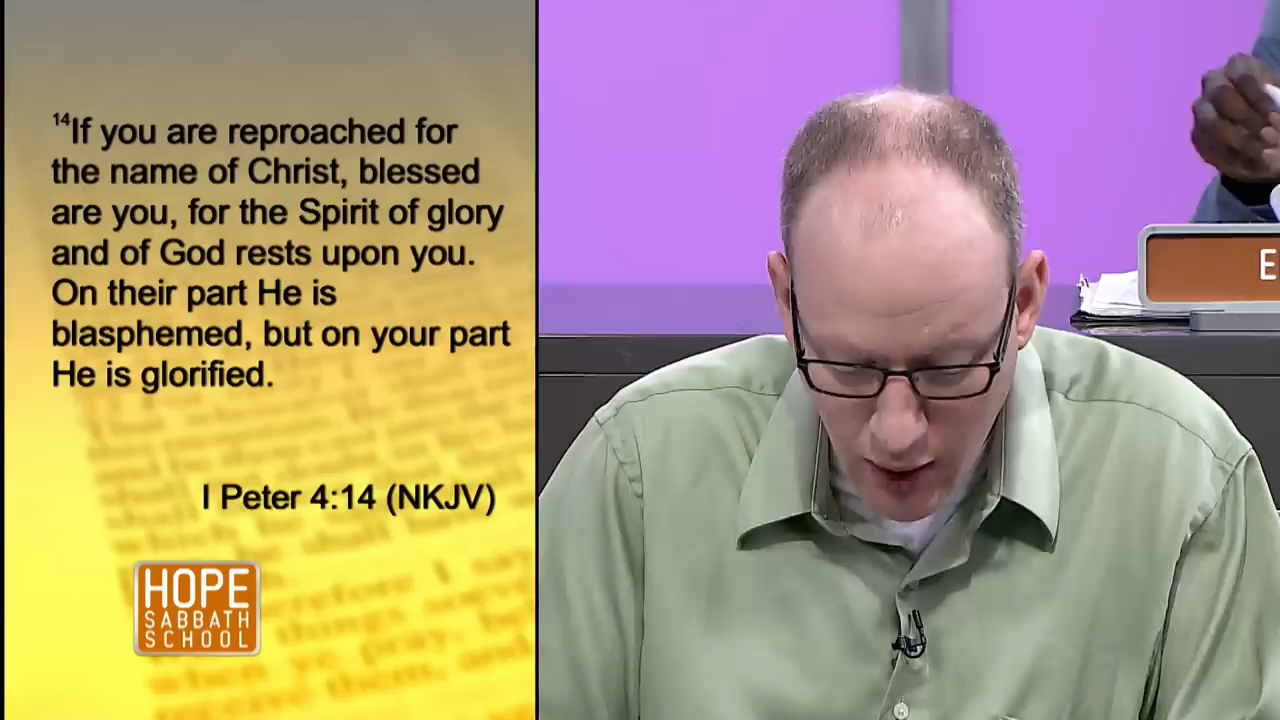 14If you are reproached for
the name of Christ, blessed
are you, for the Spirit of glory
and of God rests upon you.
On their part He is
blasphemed, but on your part
He is glorified.
I Peter 4:14 (NKJV)
HOPE
SABBATH
SCHOOL
E